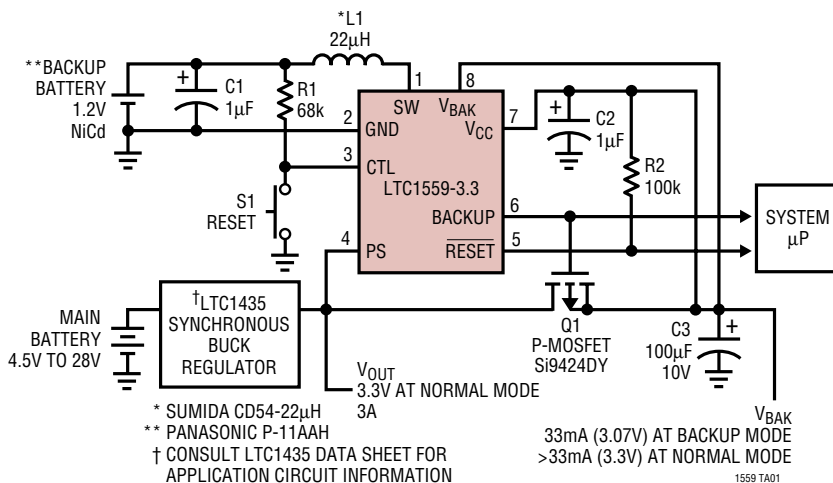 *L1
22µH
**BACKUP
BATTERY
1.2V
NiCd
+
C1
1µF
R1
68k
1
8
SW
VBAK
VCC
7
2
GND
3
CTL
LTC1559-3.3
BACKUP
6
RESET
5
4
PS
+
C2
1µF
R2
100k
SYSTEM
µP
S1
RESET
MAIN
BATTERY
4.5V TO 28V
†LTC1435
SYNCHRONOUS
BUCK
REGULATOR
Q1
P-MOSFET
Si9424DY
C3
100µF
10V
+
VOUT
3.3V AT NORMAL MODE
3A
VBAK
33mA (3.07V) AT BACKUP MODE
>33mA (3.3V) AT NORMAL MODE
* SUMIDA CD54-22µH
** PANASONIC P-11AAH
† CONSULT LTC1435 DATA SHEET FOR
APPLICATION CIRCUIT INFORMATION
1559 TA01